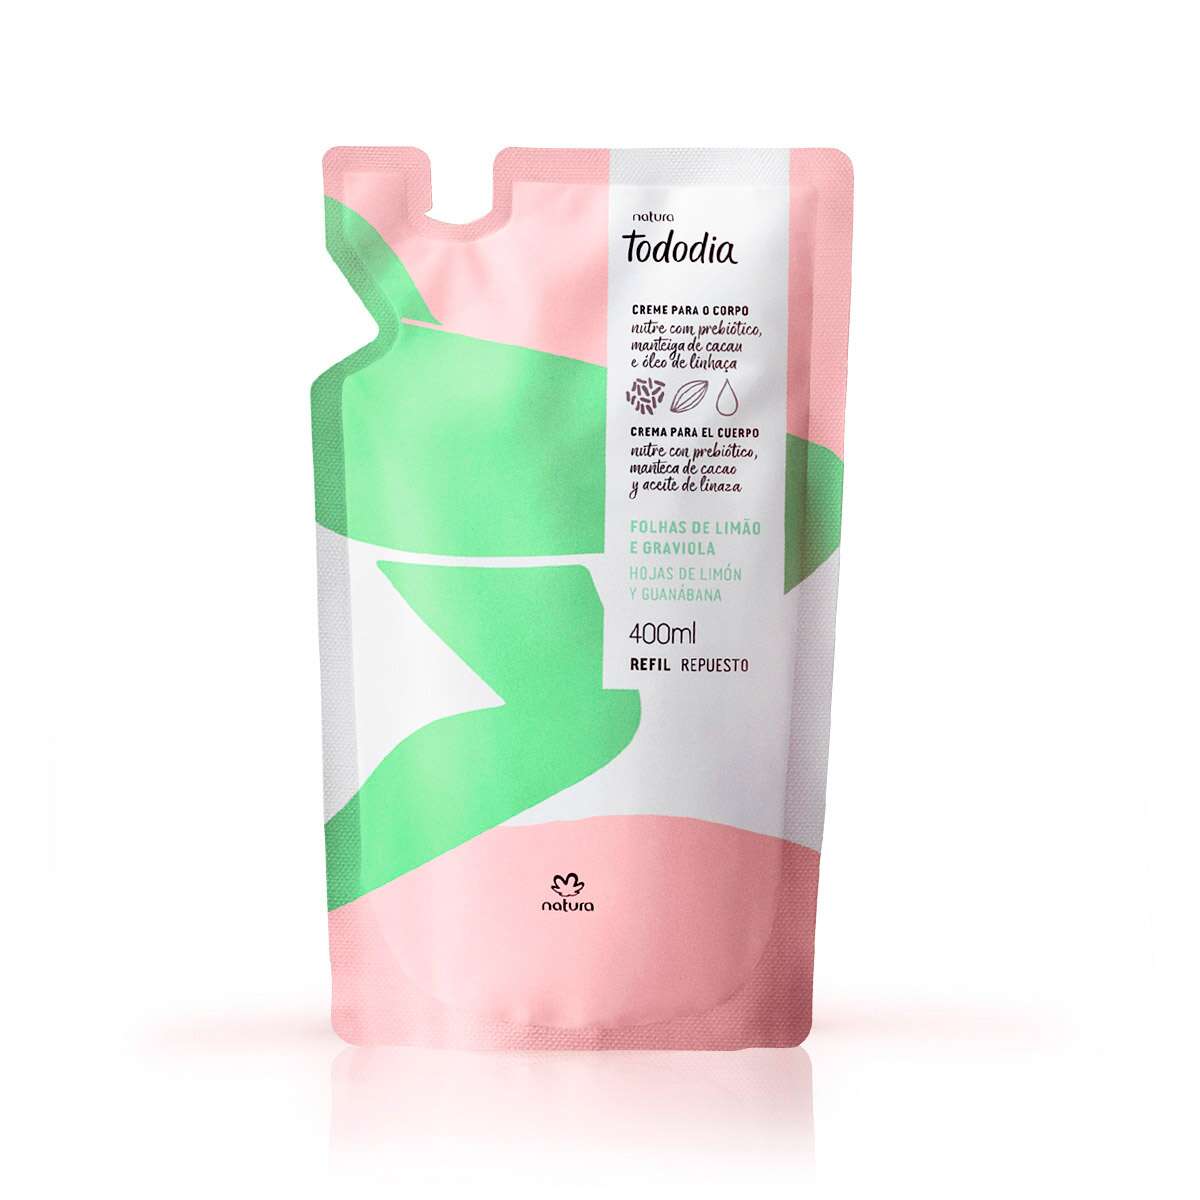 natura
Tododia
CREME PARA O CORPO
nutre com prebiótico,
manteiga de cacau
e óleo de linhaça
CREMA PARA EL CUERPO
nutre con prebiótico,
manteca de cacao
y aceite de linaza
FOLHAS DE LIMÃO
E GRAVIOLA
HOJAS DE LIMÓN
Y GUANÁBANA
400ml
REFIL REPUESTO
natura